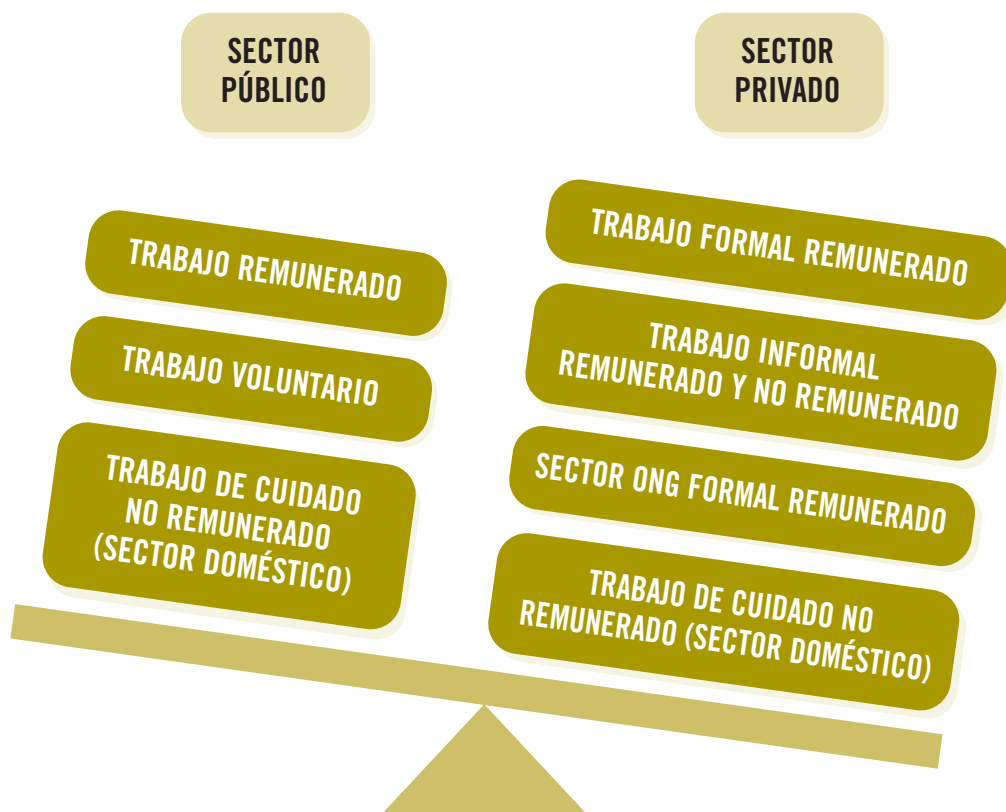 SECTOR
PÚBLICO
TRABAJO REMUNERADO
TRABAJO VOLUNTARIO
TRABAJO DE CUIDADO
NO REMUNERADO
(SECTOR DOMÉSTICO)
SECTOR
PRIVADO
TRABAJO FORMAL REMUNERADO
TRABAJO INFORMAL
REMUNERADO Y NO REMUNERADO
SECTOR ONG FORMAL REMUNERADO
TRABAJO DE CUIDADO NO
REMUNERADO (SECTOR DOMÉSTICO)